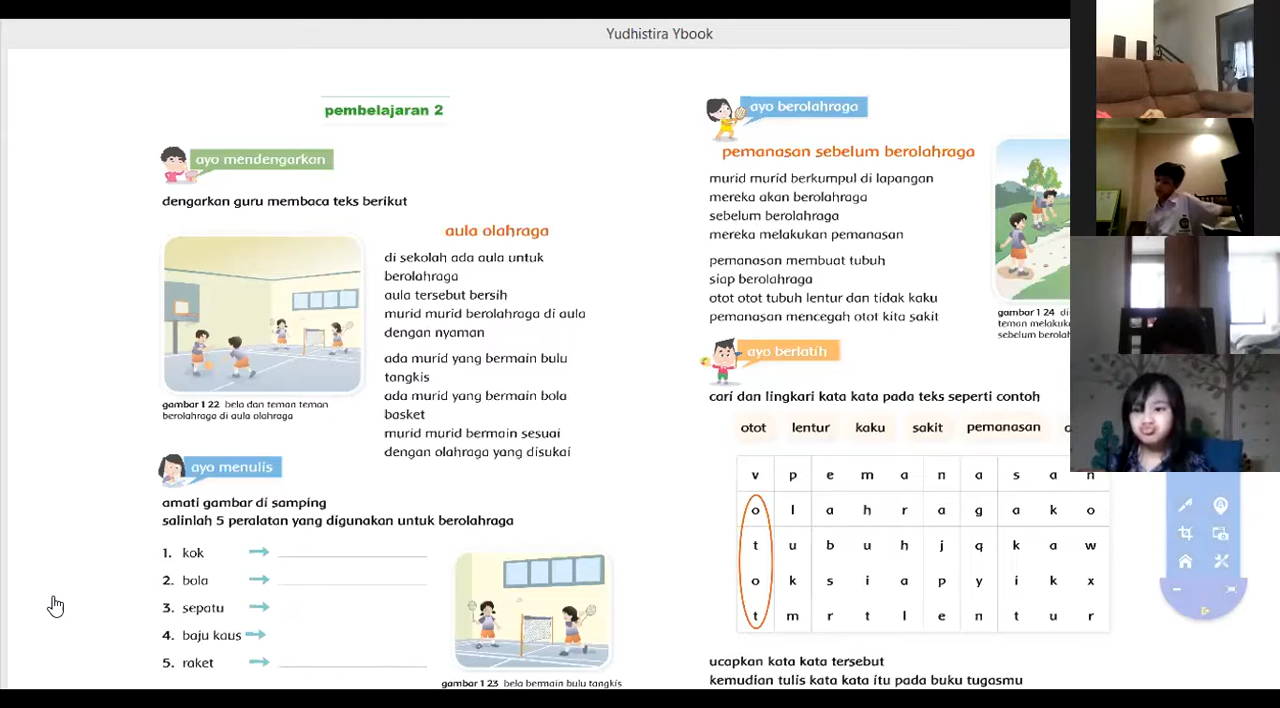 Yudhistira Ybook
pembelajaran 2
ayo mendengarkan
dengarkan guru membaca teks berikut
aula olahraga
di sekolah ada aula untuk
berolahraga
aula tersebut bersih
murid murid berolahraga di aula
dengan nyaman
ada murid yang bermain bulu
tangkis
ada murid yang bermain bola
basket
murid murid bermain sesuai
dengan olahraga yang disukai
gambar 1 22 bela dan teman teman
berolahraga di aula olahraga
ayo menulis
amati gambar di samping
salinlah 5 peralatan yang digunakan untuk berolahraga
1. kok
2. bola
3. sepatu
4. baju kaus
5. raket
gambar 1 23 bela bermain bulu tangkis
ayo berolahraga
pemanasan sebelum berolahraga
murid murid berkumpul di lapangan
mereka akan berolahraga
sebelum berolahraga
mereka melakukan pemanasan
pemanasan membuat tubuh
siap berolahraga
otot otot tubuh lentur dan tidak kaku
pemanasan mencegah otot kita sakit
gambar 1 24 di
teman melakuk
sebelum berolah
ayo berlatih
cari dan lingkari kata kata pada teks seperti contoh
otot lentur kaku sakit pemanasan
v p e m a n a s a n
o l a h r a g a k o
t u b u h j q k a w
o k s i a p y i k x
t m r t l e n t u r
ucapkan kata kata tersebut
kemudian tulis kata kata itu pada buku tugasmu